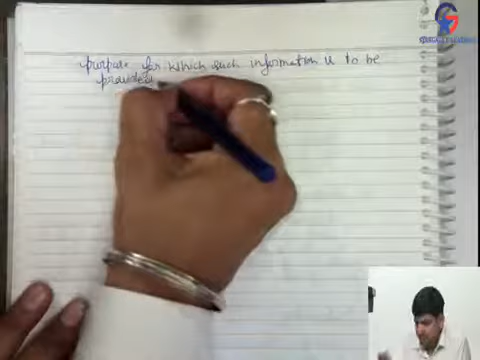 purpose for which such information is to be
provided